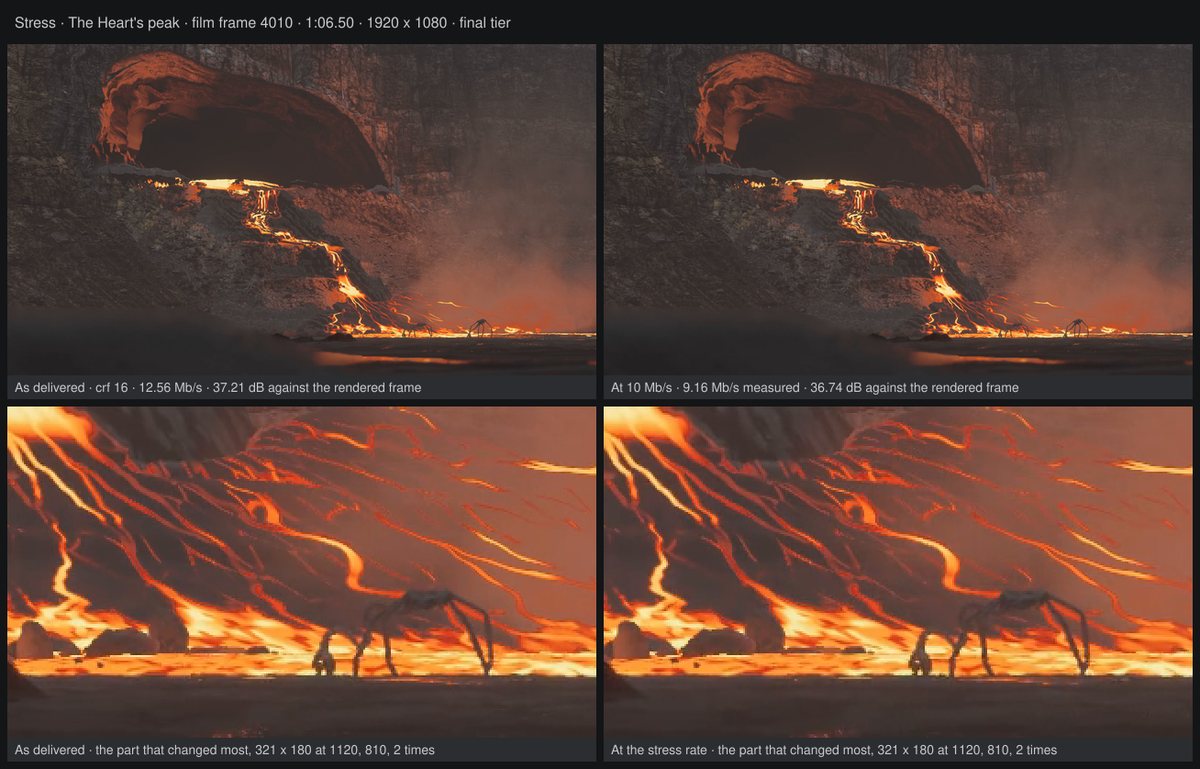 Stress · The Heart's peak · film frame 4010 · 1:06.50 · 1920 x 1080 · final tier
As delivered · crf 16 · 12.56 Mb/s · 37.21 dB against the rendered frame
At 10 Mb/s · 9.16 Mb/s measured · 36.74 dB against the rendered frame
As delivered · the part that changed most, 321 x 180 at 1120, 810, 2 times
At the stress rate · the part that changed most, 321 x 180 at 1120, 810, 2 times